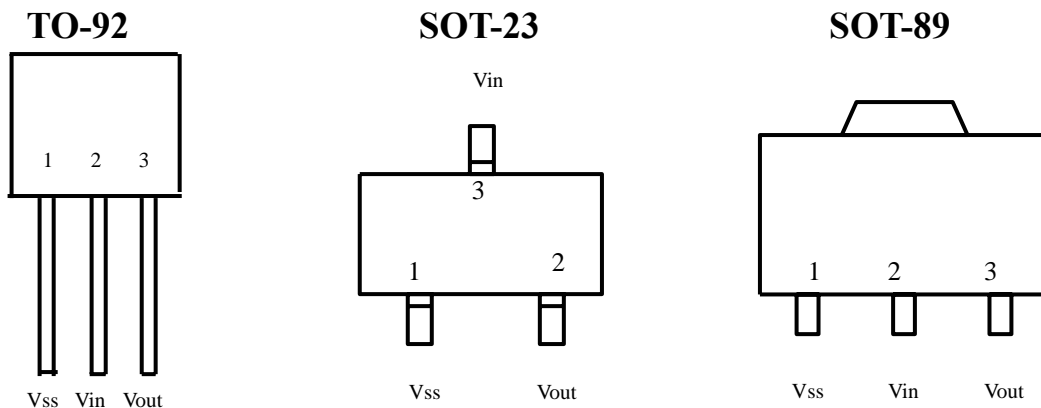 TO-92 SOT-23 SOT-89
Vin
1 2 3
3
1 2
1 2 3
Vss Vin Vout
Vss Vout
Vss Vin Vout